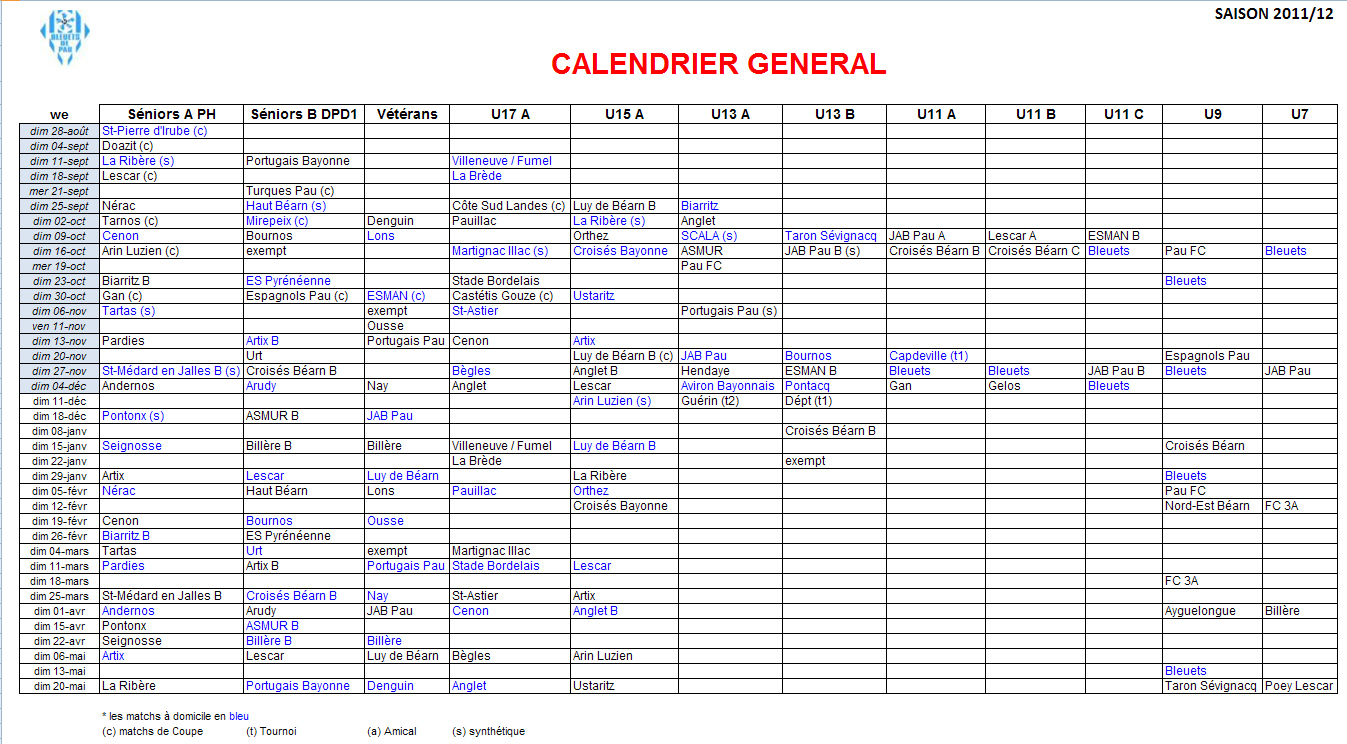 SAISON 2011/12
BLEUETS
DE
PAU
CALENDRIER GENERAL
we Séniors A PH Séniors B DPD1 Vétérans U17 A U15 A U13 A U13 B U11 A U11 B U11 C U9 U7
dim 28-août St-Pierre d'Irube (c)
dim 04-sept Doazit (c)
dim 11-sept La Ribère (s) Portugais Bayonne Villeneuve / Fumel
dim 18-sept Lescar (c) La Brède
mer 21-sept Turques Pau (c)
dim 25-sept Nérac Haut Béarn (s) Côte Sud Landes (c) Luy de Béarn B Biarritz
dim 02-oct Tarnos (c) Mirepeix (c) Denguin Pauillac La Ribère (s) Anglet
dim 09-oct Cenon Bournos Lons Orthez SCALA (s) Taron Sévignacq JAB Pau A Lescar A ESMAN B
dim 16-oct Arin Luzien (c) exempt Martignac Illac (s) Croisés Bayonne ASMUR JAB Pau B (s) Croisés Béarn B Croisés Béarn C Bleuets Pau FC Bleuets
mer 19-oct Pau FC
dim 23-oct Biarritz B ES Pyrénéenne Stade Bordelais Bleuets
dim 30-oct Gan (c) Espagnols Pau (c) ESMAN (c) Castétis Gouze (c) Ustaritz
dim 06-nov Tartas (s) exempt St-Astier Portugais Pau (s)
ven 11-nov Ousse
dim 13-nov Pardies Artix B Portugais Pau Cenon Artix
dim 20-nov Urt Luy de Béarn B (c) JAB Pau Bournos Capdeville (t1) Espagnols Pau
dim 27-nov St-Médard en Jalles B (s) Croisés Béarn B Bègles Anglet B Hendaye ESMAN B Bleuets Bleuets JAB Pau B Bleuets JAB Pau
dim 04-déc Andernos Arudy Nay Anglet Lescar Aviron Bayonnais Pontacq Gan Gelos Bleuets
dim 11-déc Arin Luzien (s) Guérin (t2) Dépt (t1)
dim 18-déc Pontonx (s) ASMUR B JAB Pau
dim 08-janv Croisés Béarn B
dim 15-janv Seignosse Billère B Billère Villeneuve / Fumel Luy de Béarn B Croisés Béarn
dim 22-janv La Brède exempt
dim 29-janv Artix Lescar Luy de Béarn La Ribère Bleuets
dim 05-févr Nérac Haut Béarn Lons Pauillac Orthez Pau FC
dim 12-févr Croisés Bayonne Nord-Est Béarn FC 3A
dim 19-févr Cenon Bournos Ousse
dim 26-févr Biarritz B ES Pyrénéenne
dim 04-mars Tartas Urt exempt Martignac Illac
dim 11-mars Pardies Artix B Portugais Pau Stade Bordelais Lescar
dim 18-mars FC 3A
dim 25-mars St-Médard en Jalles B Croisés Béarn B Nay St-Astier Artix
dim 01-avr Andernos Arudy JAB Pau Cenon Anglet B Ayguelongue Billère
dim 15-avr Pontonx ASMUR B
dim 22-avr Seignosse Billère B Billère
dim 06-mai Artix Lescar Luy de Béarn Bègles Arin Luzien
dim 13-mai Bleuets
dim 20-mai La Ribère Portugais Bayonne Denguin Anglet Ustaritz Taron Sévignacq Poey Lescar
* les matchs à domicile en bleu
(c) matchs de Coupe (t) Tournoi (a) Amical (s) synthétique